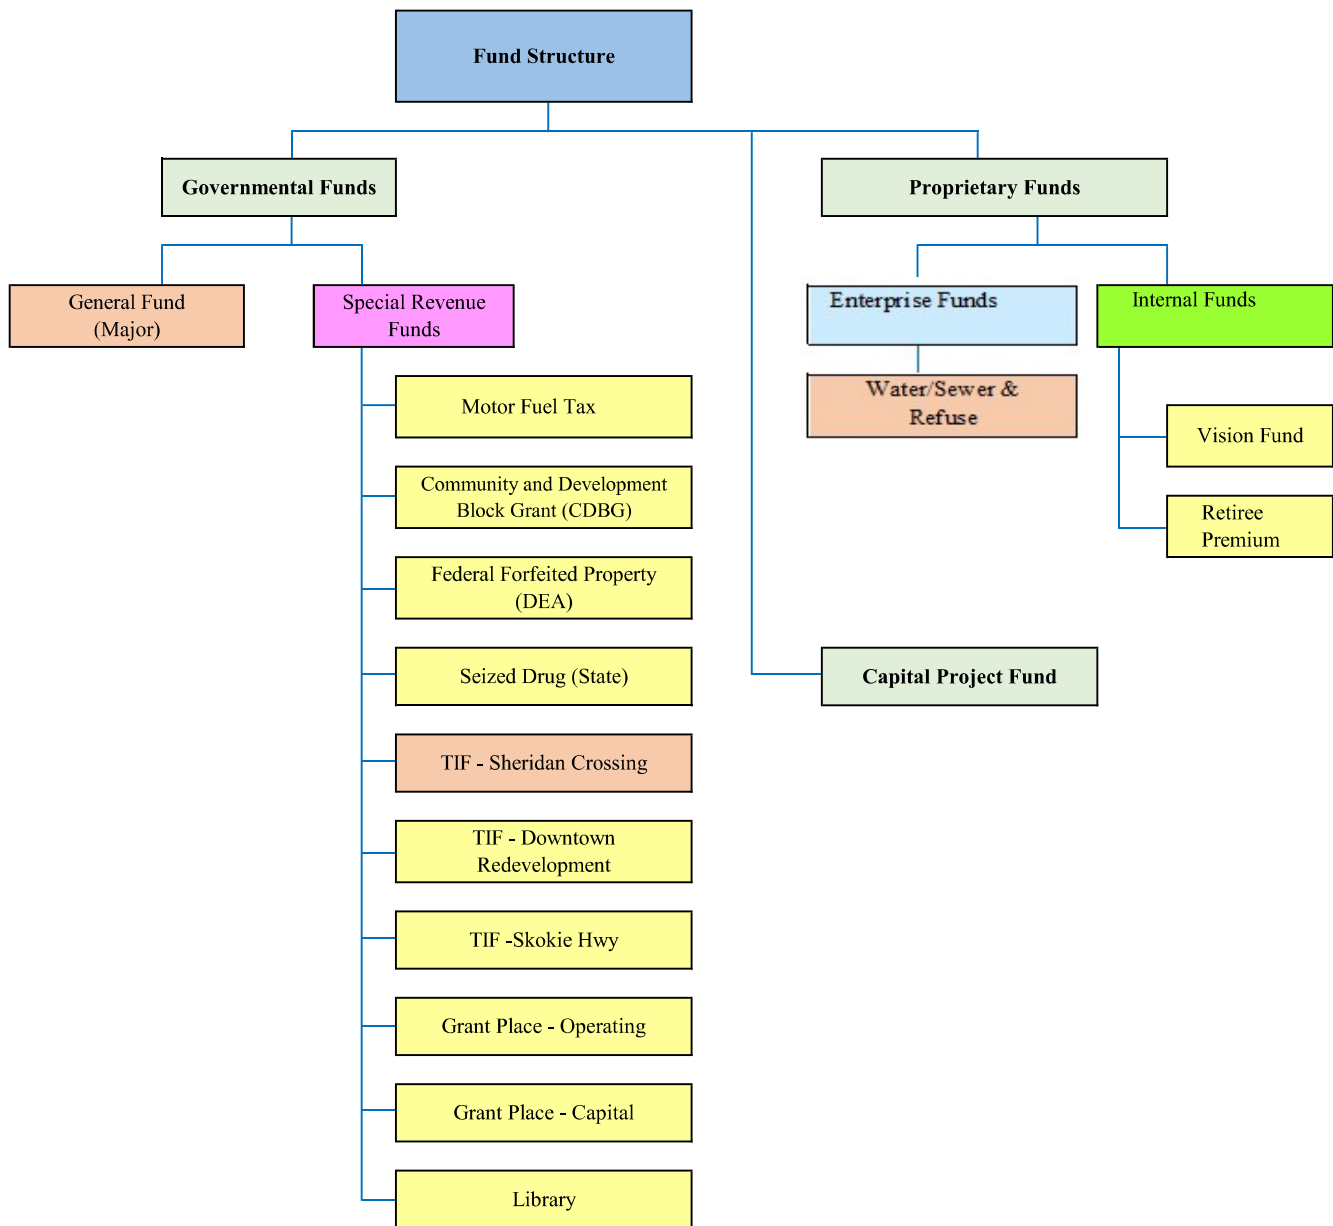 Fund Structure
Governmental Funds
Proprietary Funds
General Fund
(Major)
Special Revenue
Funds
Enterprise Funds
Internal Funds
Motor Fuel Tax
Water/Sewer &
Refuse
Vision Fund
Community and Development
Block Grant (CDBG)
Retiree
Premium
Federal Forfeited Property
(DEA)
Seized Drug (State)
Capital Project Fund
TIF - Sheridan Crossing
TIF - Downtown
Redevelopment
TIF -Skokie Hwy
Grant Place - Operating
Grant Place - Capital
Library